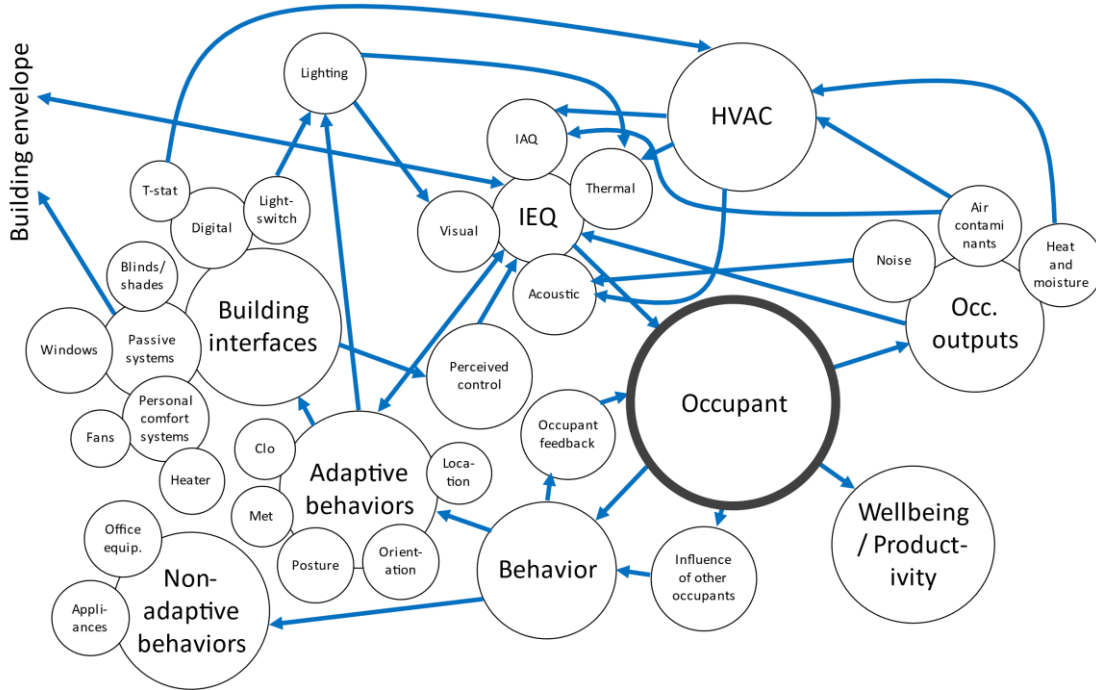 Building envelope
Lighting
HVAC
IAQ
Thermal
T-stat
Light-
switch
Digital
IEQ
Visual
Air
contami
nants
Noise
Heat and
moisture
Blinds/
shades
Acoustic
Building
interfaces
Occ.
outputs
Windows
Passive
systems
Perceived
control
Personal
comfort
systems
Occupant
Occupant
feedback
Fans
Clo
Adaptive
behaviors
Loca-
tion
Heater
Met
Wellbeing
/ Product-
ivity
Office
equip.
Posture
Orient-
ation
Behavior
Influence
of other
occupants
Non-
adaptive
behaviors
Appli-
ances